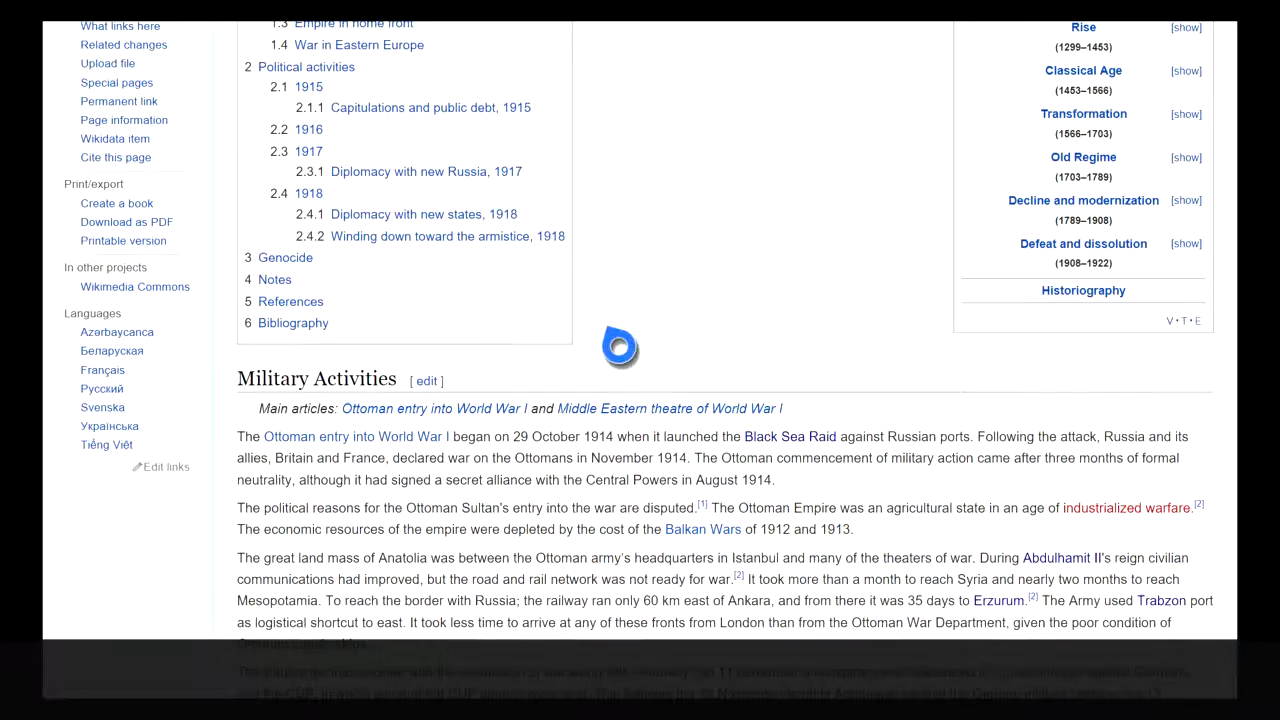 What links here
Related changes
Upload file
Special pages
Permanent link
Page information
Wikidata item
Cite this page
Print/export
Create a book
Download as PDF
Printable version
In other projects
Wikimedia Commons
Languages
Azərbaycanca
Беларуская
Français
Русский
Svenska
Українська
Tiếng Việt
Edit links
1.3 Empire in home front
1.4 War in Eastern Europe
2 Political activities
2.1 1915
2.1.1 Capitulations and public debt, 1915
2.2 1916
2.3 1917
2.3.1 Diplomacy with new Russia, 1917
2.4 1918
2.4.1 Diplomacy with new states, 1918
2.4.2 Winding down toward the armistice, 1918
3 Genocide
4 Notes
5 References
6 Bibliography
Rise [show]
(1299–1453)
Classical Age [show]
(1453–1566)
Transformation [show]
(1566–1703)
Old Regime [show]
(1703–1789)
Decline and modernization [show]
(1789–1908)
Defeat and dissolution [show]
(1908–1922)
Historiography
V • T • E
Military Activities [ edit ]
Main articles: Ottoman entry into World War I and Middle Eastern theatre of World War I
The Ottoman entry into World War I began on 29 October 1914 when it launched the Black Sea Raid against Russian ports. Following the attack, Russia and its
allies, Britain and France, declared war on the Ottomans in November 1914. The Ottoman commencement of military action came after three months of formal
neutrality, although it had signed a secret alliance with the Central Powers in August 1914.
The political reasons for the Ottoman Sultan's entry into the war are disputed.[1] The Ottoman Empire was an agricultural state in an age of industrialized warfare.[2]
The economic resources of the empire were depleted by the cost of the Balkan Wars of 1912 and 1913.
The great land mass of Anatolia was between the Ottoman army's headquarters in Istanbul and many of the theaters of war. During Abdulhamit II's reign civilian
communications had improved, but the road and rail network was not ready for war.[2] It took more than a month to reach Syria and nearly two months to reach
Mesopotamia. To reach the border with Russia; the railway ran only 60 km east of Ankara, and from there it was 35 days to Erzurum.[2] The Army used Trabzon port
as logistical shortcut to east. It took less time to arrive at any of these fronts from London than from the Ottoman War Department, given the poor condition of